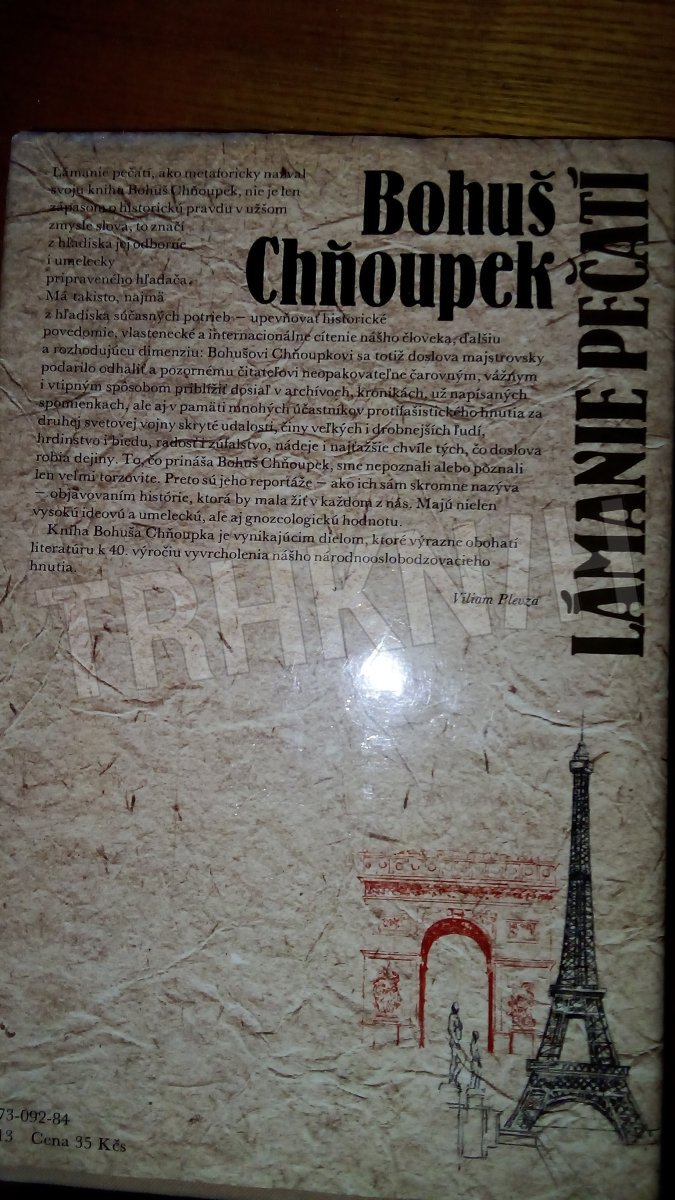 Bohuš
Chňoupek
LÁMANIE PEČATÍ
Lámanie pečatí, ako metaforicky nazval
svoju knihu Bohuš Chňoupek, nie je len
zápasom o historickú pravdu v užšom
zmysle slova, to značí
z hľadiska jej odborne
i umelecky
pripraveného hľadača.
Má takisto, najmä
z hľadiska súčasných potrieb — upevňovať historické
povedomie, vlastenecké a internacionálne cítenie nášho človeka, ďalšiu
a rozhodujúcu dimenziu: Bohušovi Chňoupkovi sa totiž doslova majstrovsky
podarilo odhaliť a pozornému čitateľovi neopakovateľne čarovným, vážnym
i vtipným spôsobom priblížiť dosiaľ v archívoch, kronikách, už napísaných
spomienkach, ale aj v pamäti mnohých účastníkov protifašistického hnutia za
druhej svetovej vojny skryté udalosti, činy veľkých i drobnejších ľudí,
hrdinstvo i biedu, radosť i zúfalstvo, nádeje i najťažšie chvíle tých, čo doslova
robia dejiny. To, čo prináša Bohuš Chňoupek, sme nepoznali alebo poznali
len veľmi torzovite. Preto sú jeho reportáže — ako ich sám skromne nazýva
— objavovaním histórie, ktorá by mala žiť v každom z nás. Majú nielen
vysokú ideovú a umeleckú, ale aj gnozeologickú hodnotu.
Kniha Bohuša Chňoupka je vynikajúcim dielom, ktoré výrazne obohatí
literatúru k 40. výročiu vyvrcholenia nášho národnooslobodzovacieho
hnutia.
Viliam Plevza
TRHKNIH
73-092-84
13 Cena 35 Kčs